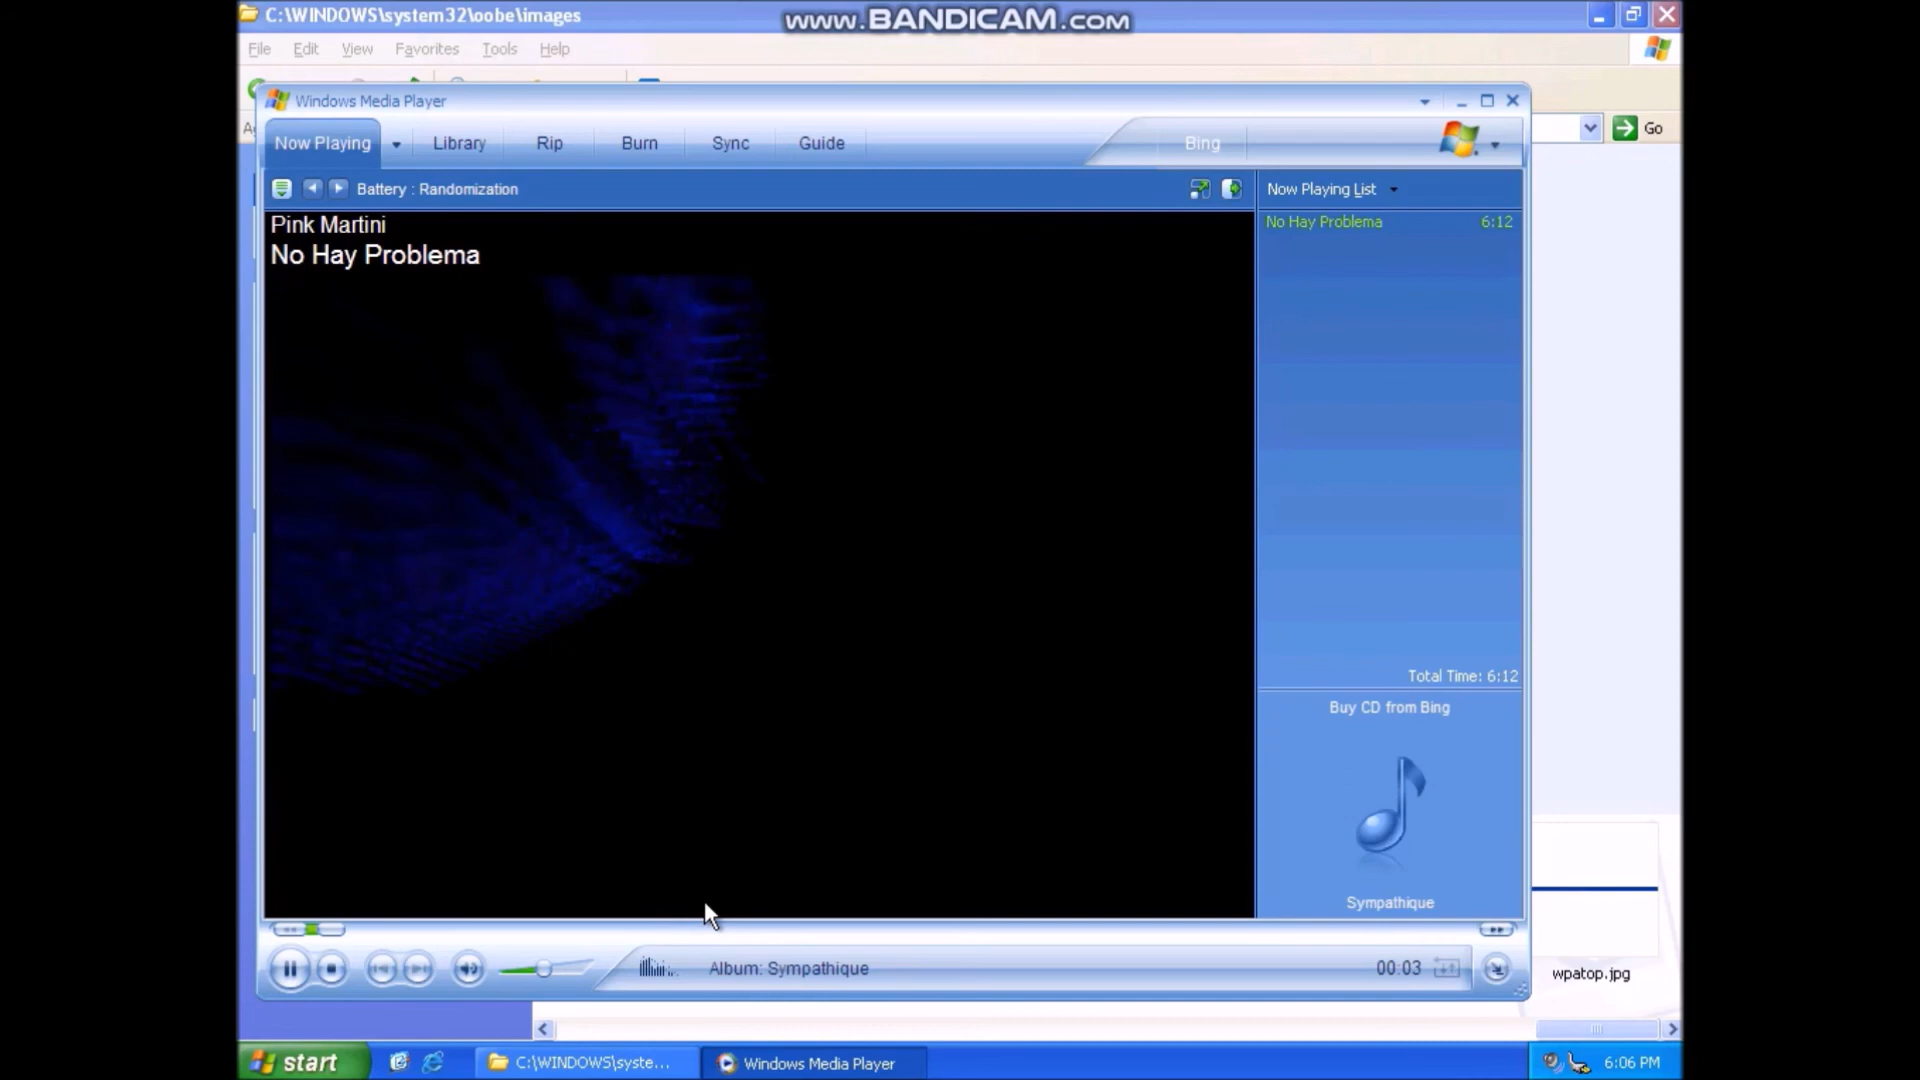 C:\WINDOWS\system32\oobe\images
www.BANDICAM.com
File Edit View Favorites Tools Help
Go
Windows Media Player
Now Playing Library Rip Burn Sync Guide Bing
Battery : Randomization
Now Playing List
Pink Martini
No Hay Problema
No Hay Problema 6:12
Total Time: 6:12
Buy CD from Bing
Sympathique
Album: Sympathique
00:03
wpatop.jpg
start
C:\WINDOWS\syste...
Windows Media Player
6:06 PM